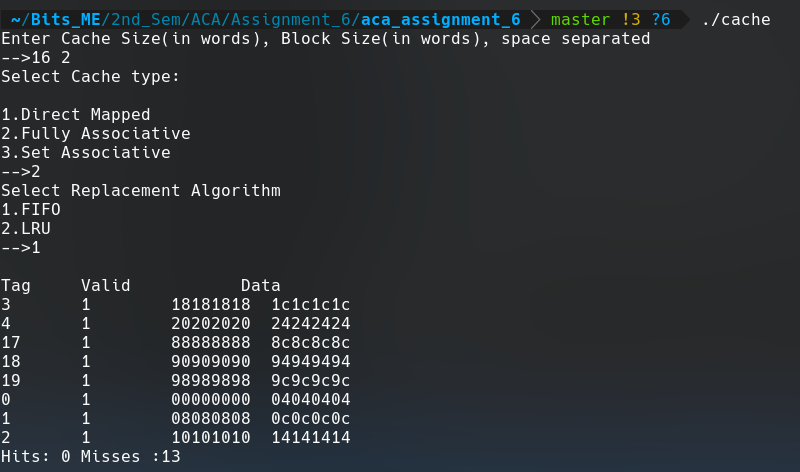 ~/Bits_ME/2nd_Sem/ACA/Assignment_6/aca_assignment_6 master !3 ?6 ./cache
Enter Cache Size(in words), Block Size(in words), space separated
-->16 2
Select Cache type:
1.Direct Mapped
2.Fully Associative
3.Set Associative
-->2
Select Replacement Algorithm
1.FIFO
2.LRU
-->1
Tag Valid Data
3 1 18181818 1c1c1c1c
4 1 20202020 24242424
17 1 88888888 8c8c8c8c
18 1 90909090 94949494
19 1 98989898 9c9c9c9c
0 1 00000000 04040404
1 1 08080808 0c0c0c0c
2 1 10101010 14141414
Hits: 0 Misses :13